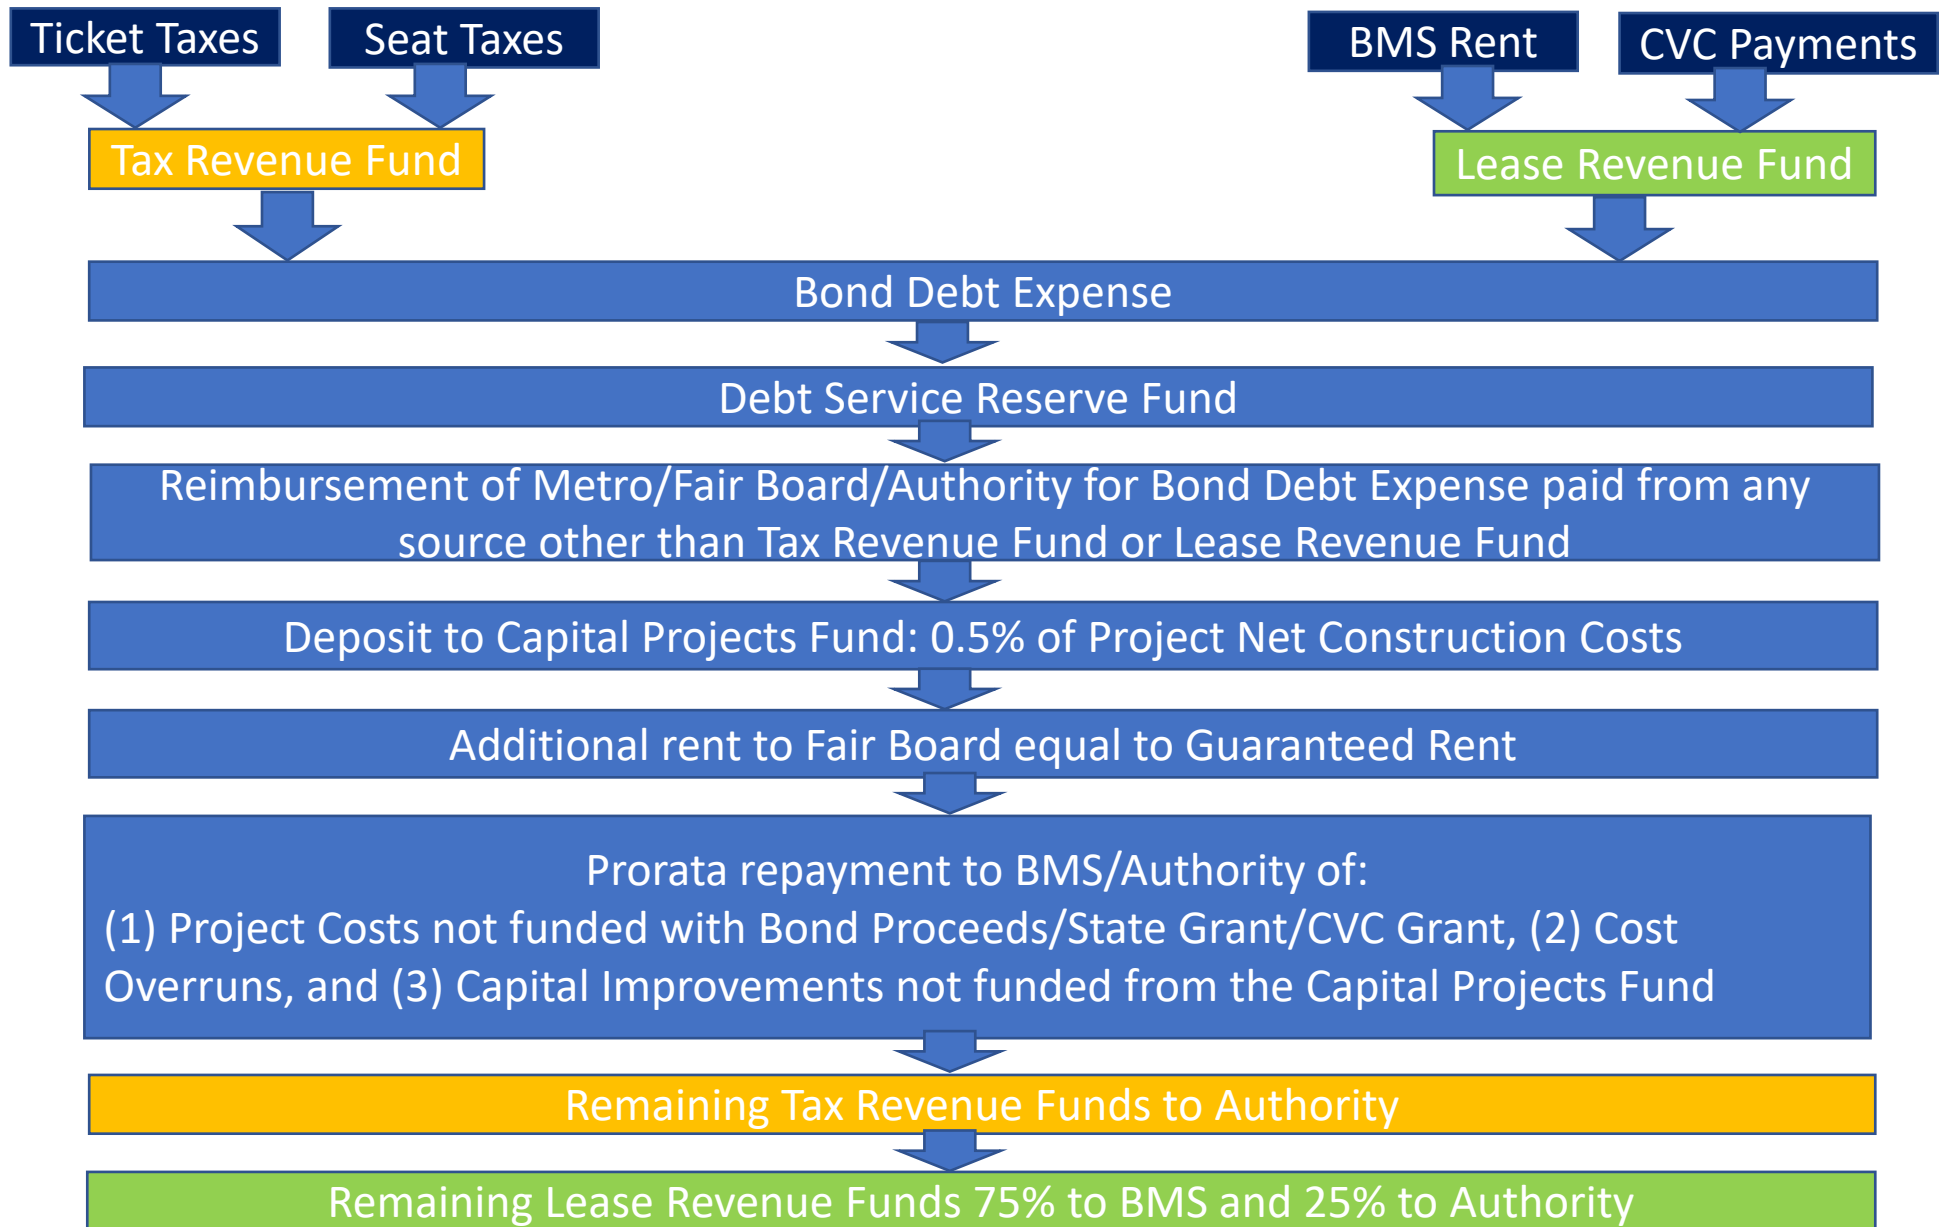 Ticket Taxes
Seat Taxes
BMS Rent
CVC Payments
Tax Revenue Fund
Lease Revenue Fund
Bond Debt Expense
Debt Service Reserve Fund
Reimbursement of Metro/Fair Board/Authority for Bond Debt Expense paid from any
source other than Tax Revenue Fund or Lease Revenue Fund
Deposit to Capital Projects Fund: 0.5% of Project Net Construction Costs
Additional rent to Fair Board equal to Guaranteed Rent
Prorata repayment to BMS/Authority of:
(1) Project Costs not funded with Bond Proceeds/State Grant/CVC Grant, (2) Cost
Overruns, and (3) Capital Improvements not funded from the Capital Projects Fund
Remaining Tax Revenue Funds to Authority
Remaining Lease Revenue Funds 75% to BMS and 25% to Authority